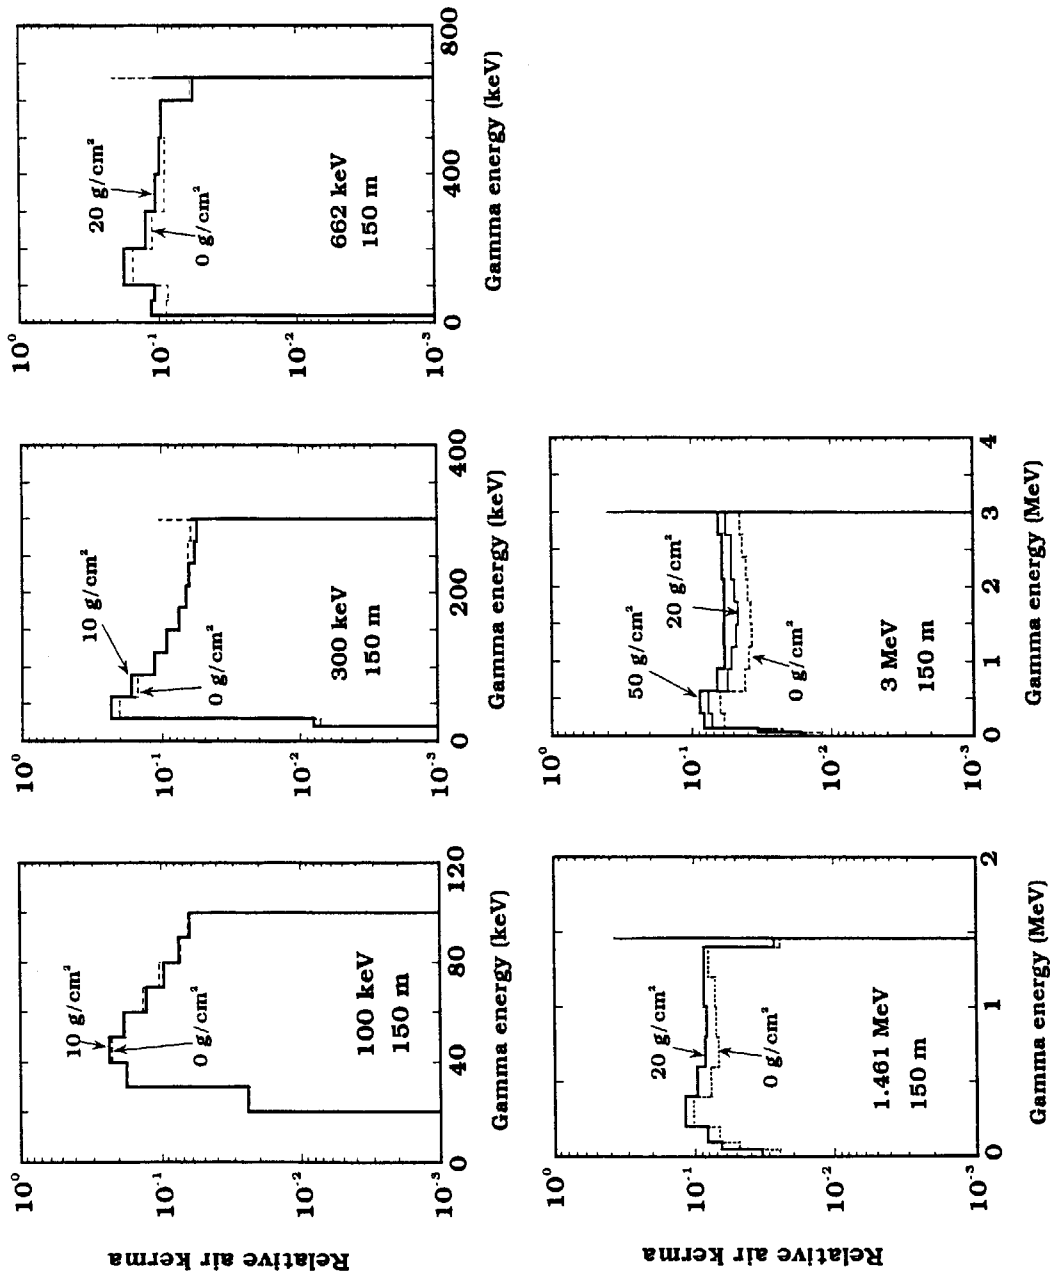 Relative air kerma
10⁰
10⁻¹
10⁻²
10⁻³
10 g/cm²
0 g/cm²
100 keV
150 m
0 40 80 120
Gamma energy (keV)
10⁰
10⁻¹
10⁻²
10⁻³
10 g/cm²
0 g/cm²
300 keV
150 m
0 200 400
Gamma energy (keV)
10⁰
10⁻¹
10⁻²
10⁻³
20 g/cm²
0 g/cm²
662 keV
150 m
0 400 800
Gamma energy (keV)
Relative air kerma
10⁰
10⁻¹
10⁻²
10⁻³
20 g/cm²
0 g/cm²
1.461 MeV
150 m
0 1 2
Gamma energy (MeV)
10⁰
10⁻¹
10⁻²
10⁻³
50 g/cm²
20 g/cm²
0 g/cm²
3 MeV
150 m
0 1 2 3 4
Gamma energy (MeV)